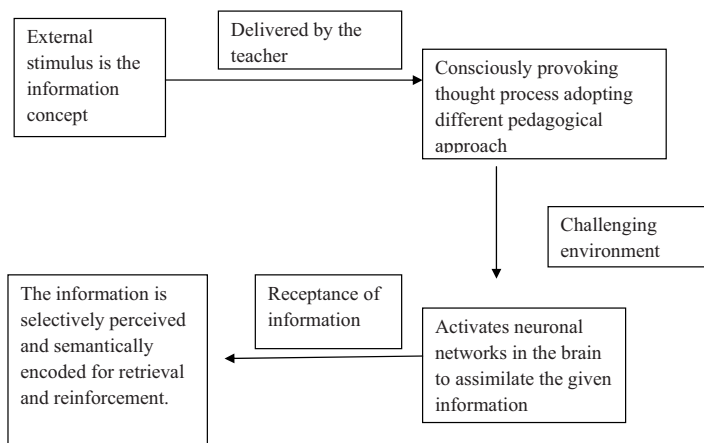 External
stimulus is the
information
concept
Delivered by the
teacher
Consciously provoking
thought process adopting
different pedagogical
approach
Challenging
environment
Activates neuronal
networks in the brain
to assimilate the given
information
Receptance of
information
The information is
selectively perceived
and semantically
encoded for retrieval
and reinforcement.